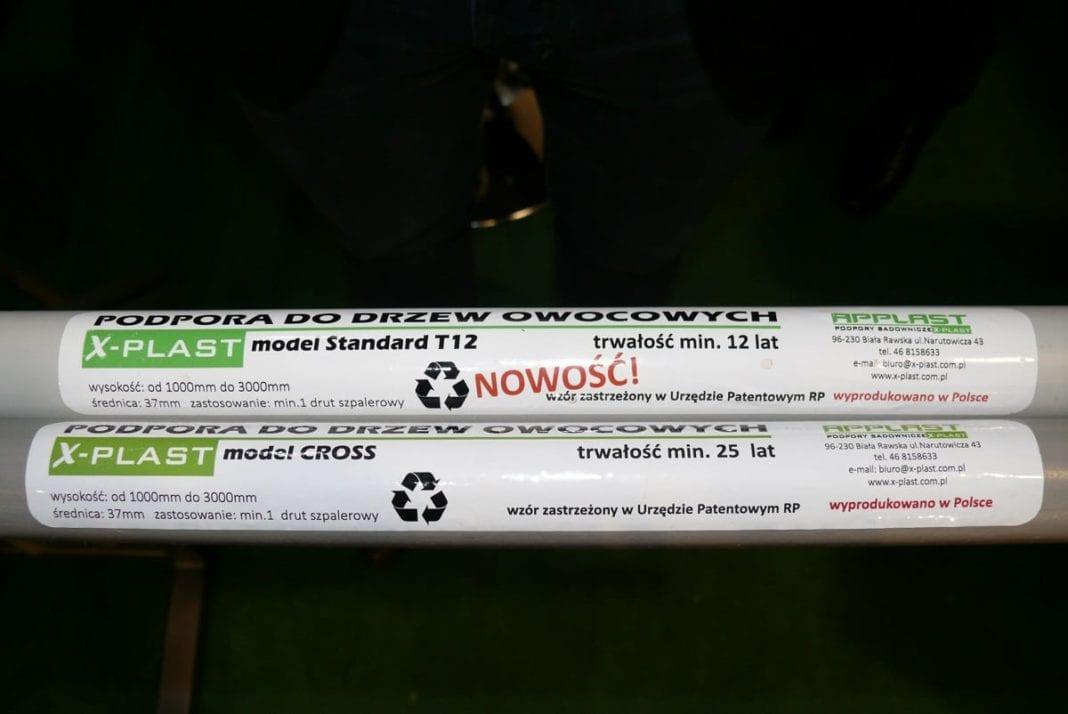 PODPORA DO DRZEW OWOCOWYCH
X-PLAST model Standard T12
trwałość min. 12 lat
wysokość: od 1000mm do 3000mm
średnica: 37mm zastosowanie: min.1 drut szpalerowy
NOWOŚĆ!
wzór zastrzeżony w Urzędzie Patentowym RP
APPLAST
PODPORY SADOWNICZE X-PLAST
96-230 Biała Rawska ul.Narutowicza 43
tel. 46 8158633
e-mail: biuro@x-plast.com.pl
www.x-plast.com.pl
wyprodukowano w Polsce
PODPORA DO DRZEW OWOCOWYCH
X-PLAST model CROSS
trwałość min. 25 lat
wysokość: od 1000mm do 3000mm
średnica: 37mm zastosowanie: min.1 drut szpalerowy
wzór zastrzeżony w Urzędzie Patentowym RP
APPLAST
PODPORY SADOWNICZE X-PLAST
96-230 Biała Rawska ul.Narutowicza 43
tel. 46 8158633
e-mail: biuro@x-plast.com.pl
www.x-plast.com.pl
wyprodukowano w Polsce